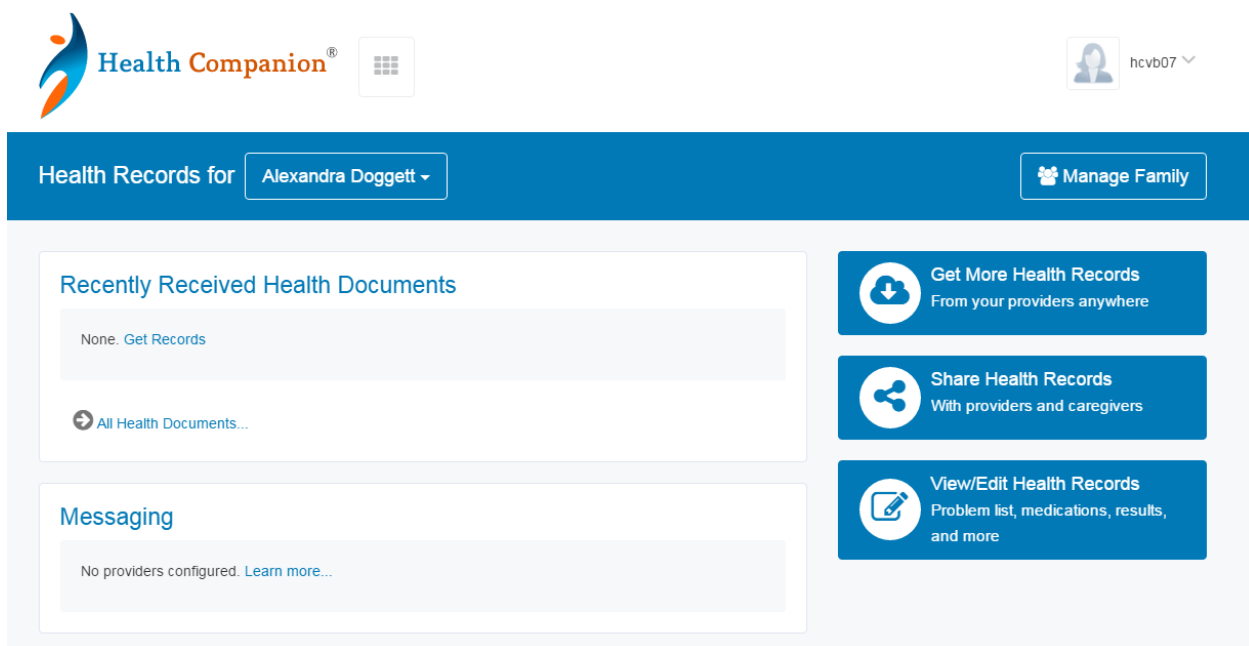 Health Companion®
hcvb07
Health Records for
Alexandra Doggett
Manage Family
Recently Received Health Documents
None. Get Records
All Health Documents...
Messaging
No providers configured. Learn more...
Get More Health Records
From your providers anywhere
Share Health Records
With providers and caregivers
View/Edit Health Records
Problem list, medications, results,
and more